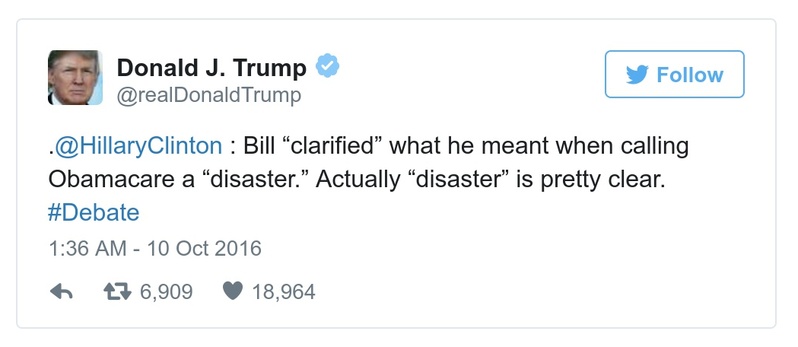 Donald J. Trump
@realDonaldTrump
Follow
.@HillaryClinton : Bill “clarified” what he meant when calling
Obamacare a “disaster.” Actually “disaster” is pretty clear.
#Debate
1:36 AM - 10 Oct 2016
6,909 18,964